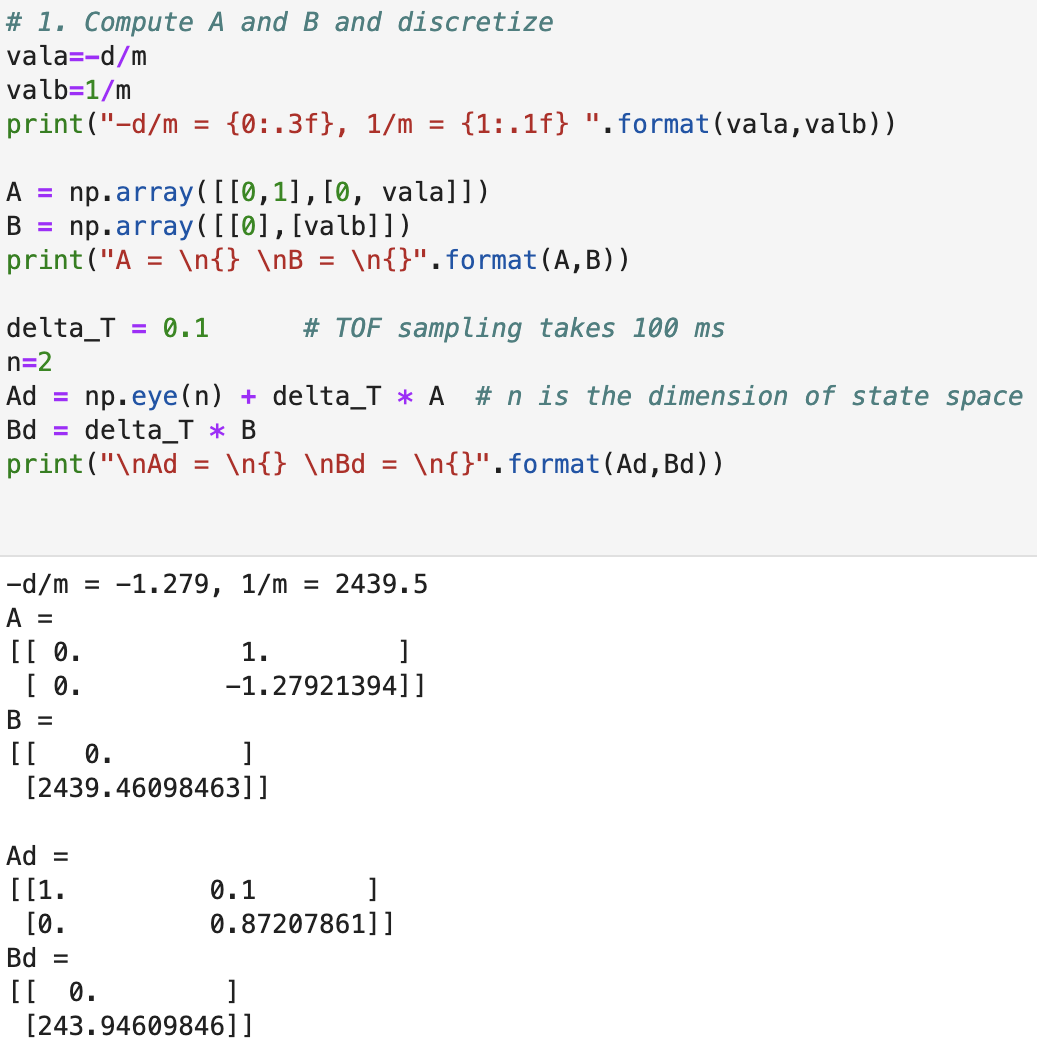 # 1. Compute A and B and discretize
vala=-d/m
valb=1/m
print("-d/m = {0:.3f}, 1/m = {1:.1f} ".format(vala,valb))
A = np.array([[0,1],[0, vala]])
B = np.array([[0],[valb]])
print("A = \n{} \nB = \n{}".format(A,B))
delta_T = 0.1      # TOF sampling takes 100 ms
n=2
Ad = np.eye(n) + delta_T * A  # n is the dimension of state space
Bd = delta_T * B
print("\nAd = \n{} \nBd = \n{}".format(Ad,Bd))
-d/m = -1.279, 1/m = 2439.5
A =
[[ 0.          1.        ]
 [ 0.         -1.27921394]]
B =
[[   0.        ]
 [2439.46098463]]
Ad =
[[1.         0.1       ]
 [0.         0.87207861]]
Bd =
[[  0.        ]
 [243.94609846]]